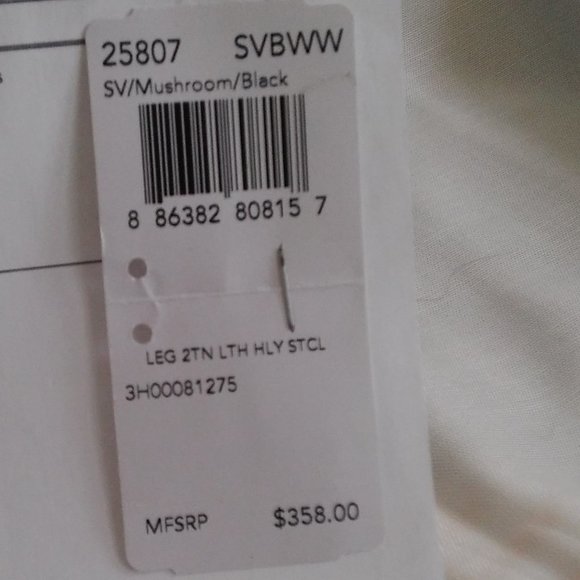 25807 SVBWW
SV/Mushroom/Black
8 86382 80815 7
LEG 2TN LTH HLY STCL
3H00081275
MFSRP $358.00